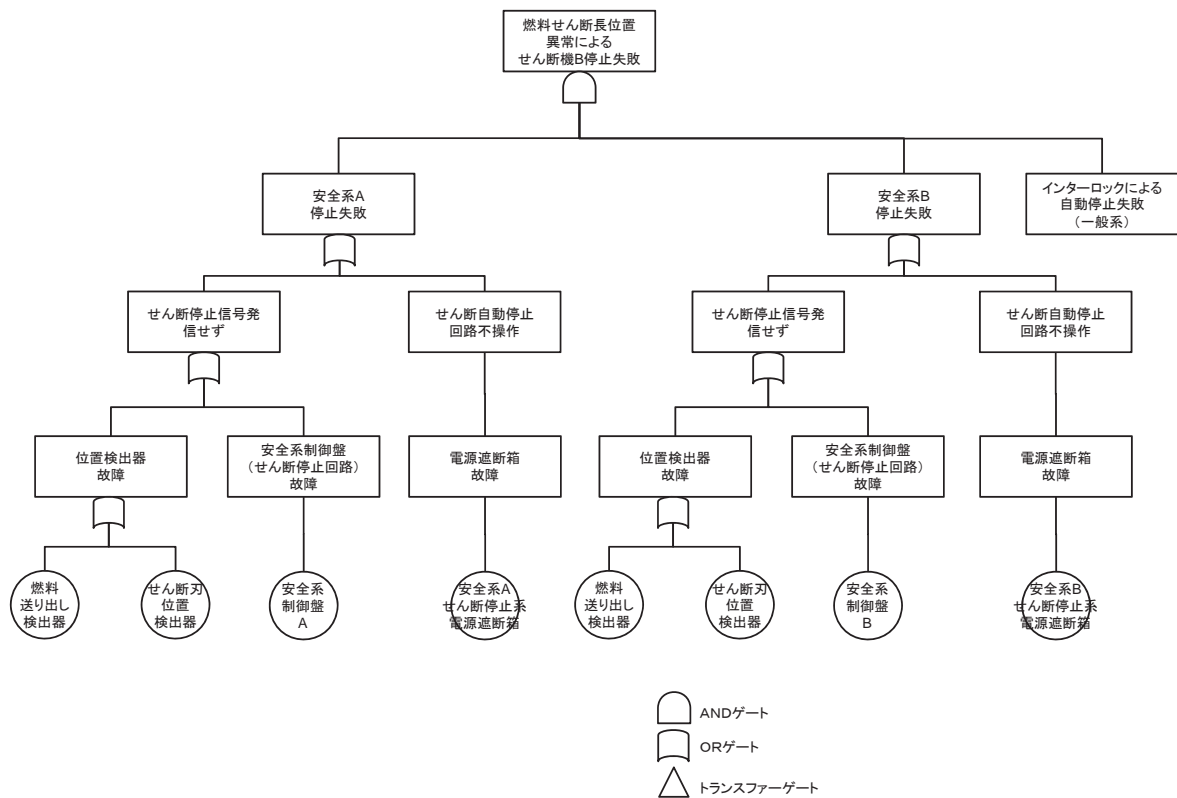 燃料せん断長位置
異常による
せん断機B停止失敗
安全系A
停止失敗
安全系B
停止失敗
インターロックによる
自動停止失敗
（一般系）
せん断停止信号発
信せず
せん断自動停止
回路不操作
せん断停止信号発
信せず
せん断自動停止
回路不操作
位置検出器
故障
安全系制御盤
（せん断停止回路）
故障
電源遮断箱
故障
位置検出器
故障
安全系制御盤
（せん断停止回路）
故障
電源遮断箱
故障
燃料
送り出し
検出器
せん断刃
位置
検出器
安全系
制御盤
A
安全系A
せん断停止系
電源遮断箱
燃料
送り出し
検出器
せん断刃
位置
検出器
安全系
制御盤
B
安全系B
せん断停止系
電源遮断箱
ANDゲート
ORゲート
トランスファーゲート